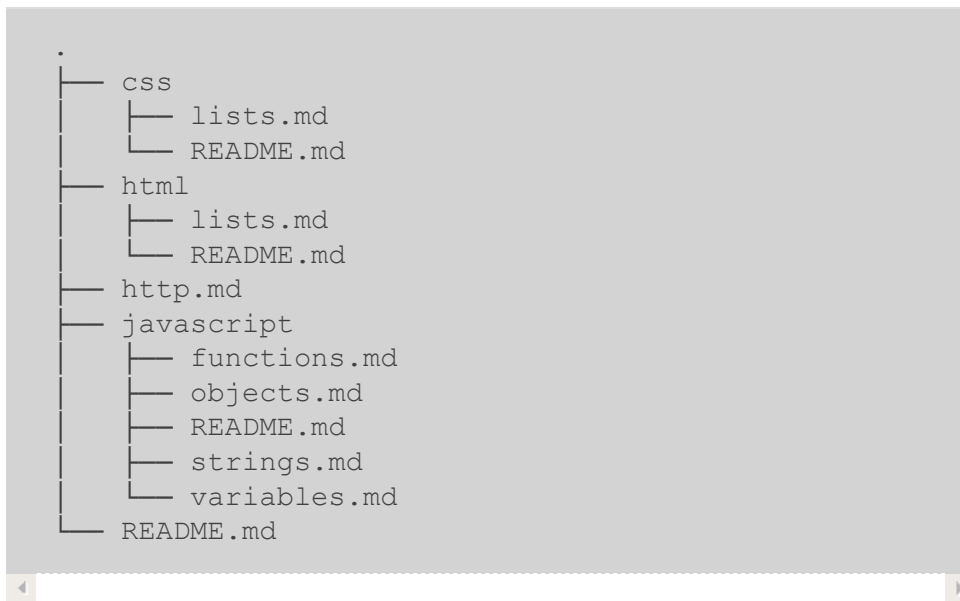 .
├── css
│   ├── lists.md
│   └── README.md
├── html
│   ├── lists.md
│   └── README.md
├── http.md
├── javascript
│   ├── functions.md
│   ├── objects.md
│   ├── README.md
│   ├── strings.md
│   └── variables.md
└── README.md